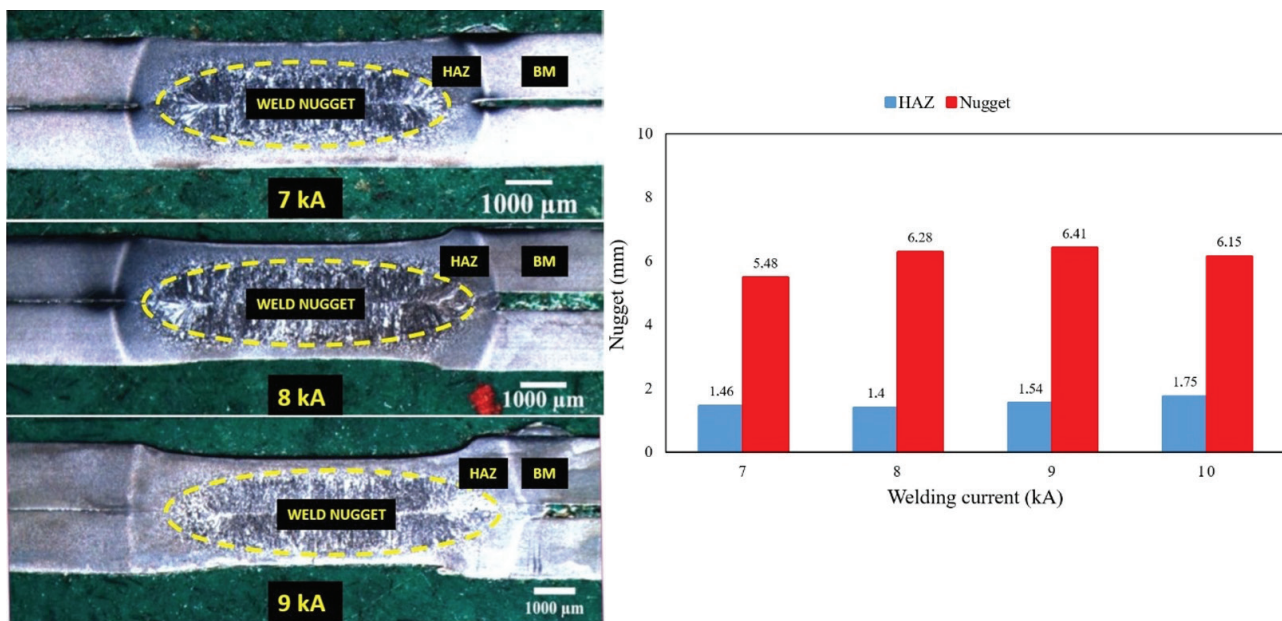 HAZ BM
WELD NUGGET
7 kA
1000 µm
HAZ BM
WELD NUGGET
8 kA
1000 µm
HAZ BM
WELD NUGGET
9 kA
1000 µm
HAZ Nugget
Nugget (mm)
10
8
6
4
2
0
5.48
6.28
6.41
6.15
1.46
1.4
1.54
1.75
7 8 9 10
Welding current (kA)